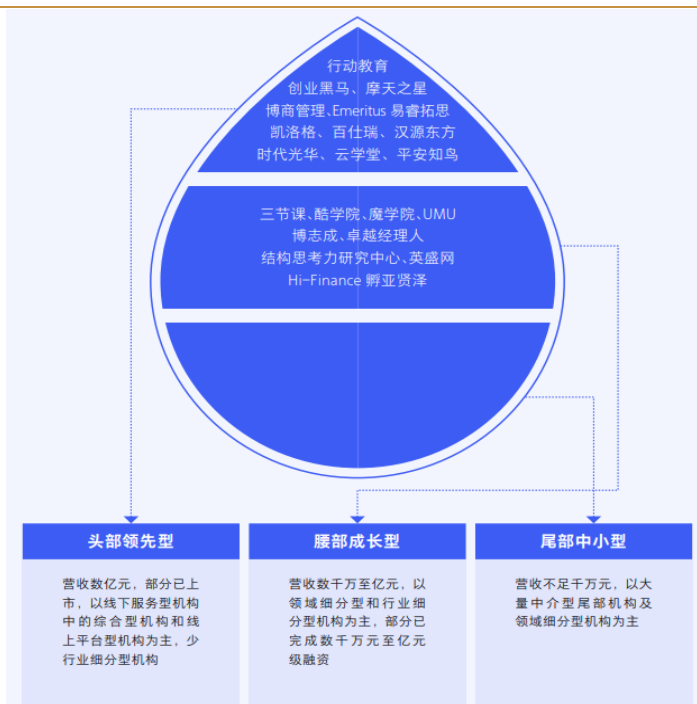 行动教育
创业黑马、摩天之星
博商管理、Emeritus 易睿拓思
凯洛格、百仕瑞、汉源东方
时代光华、云学堂、平安知鸟
三节课、酷学院、魔学院、UMU
博志成、卓越经理人
结构思考力研究中心、英盛网
Hi-Finance 孵亚贤泽
头部领先型
营收数亿元，部分已上
市，以线下服务型机构
中的综合型机构和线
上平台型机构为主，少
行业细分型机构
腰部成长型
营收数千万至亿元，以
领域细分型和行业细
分型机构为主，部分已
完成数千万元至亿元
级融资
尾部中小型
营收不足千万元，以大
量中介型尾部机构及
领域细分型机构为主